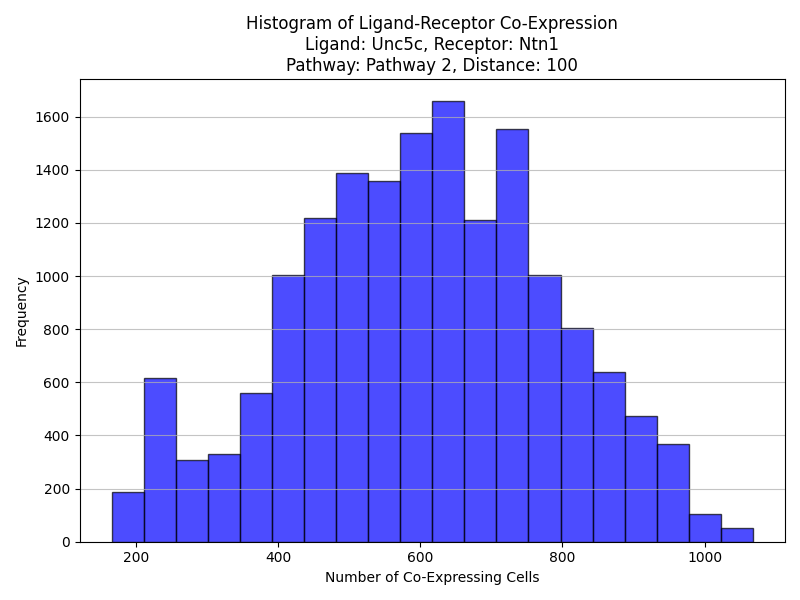 Histogram of Ligand-Receptor Co-Expression
Ligand: Unc5c, Receptor: Ntn1
Pathway: Pathway 2, Distance: 100
1600
1400
1200
1000
800
600
400
200
0
Frequency
200 400 600 800 1000
Number of Co-Expressing Cells